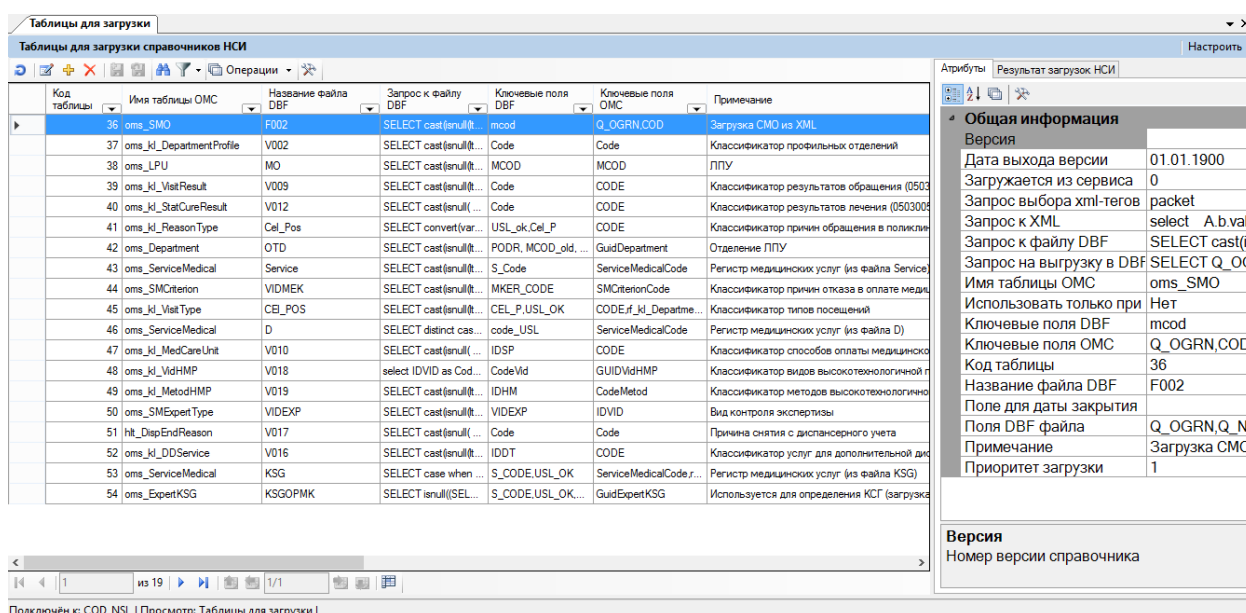 Таблицы для загрузки
Таблицы для загрузки справочников НСИ
Настроить
Операции
Код таблицы Имя таблицы ОМС Название файла DBF Запрос к файлу DBF Ключевые поля DBF Ключевые поля ОМС Примечание
36 oms_SMO F002 SELECT cast(isnull(lt... mcod Q_OGRN,COD Загрузка СМО из XML
37 oms_kl_DepartmentProfile V002 SELECT cast(isnull(lt... Code Code Классификатор профильных отделений
38 oms_LPU MO SELECT cast(isnull(lt... MCOD MCOD ЛПУ
39 oms_kl_VisitResult V009 SELECT cast(isnull(lt... Code CODE Классификатор результатов обращения (0503
40 oms_kl_StatCureResult V012 SELECT cast(isnull( ... Code CODE Классификатор результатов лечения (0503005
41 oms_kl_ReasonType Cel_Pos SELECT convert(var... USL_ok,Cel_P CODE Классификатор причин обращения в поликлин
42 oms_Department OTD SELECT cast(isnull(lt... PODR, MCOD_old, ... GuidDepartment Отделение ЛПУ
43 oms_ServiceMedical Service SELECT cast(isnull(lt... S_Code ServiceMedicalCode Регистр медицинских услуг (из файла Service)
44 oms_SMCriterion VIDMEK SELECT cast(isnull(lt... MKER_CODE SMCriterionCode Классификатор причин отказа в оплате меди
45 oms_kl_VisitType CEl_POS SELECT cast(isnull(lt... CEL_P,USL_OK CODE,rf_kl_Departme... Классификатор типов посещений
46 oms_ServiceMedical D SELECT distinct cas... code_USL ServiceMedicalCode Регистр медицинских услуг (из файла D)
47 oms_kl_MedCareUnit V010 SELECT cast(isnull( ... IDSP CODE Классификатор способов оплаты медицинско
48 oms_kl_VidHMP V018 select IDVID as Cod... CodeVid GUIDVidHMP Классификатор видов высокотехнологичной п
49 oms_kl_MetodHMP V019 SELECT cast(isnull(lt... IDHM CodeMetod Классификатор методов высокотехнологично
50 oms_SMExpertType VIDEXP SELECT cast(isnull(lt... VIDEXP IDVID Вид контроля экспертизы
51 hlt_DispEndReason V017 SELECT cast(isnull( ... Code Code Причина снятия с диспансерного учета
52 oms_kl_DDService V016 SELECT cast(isnull(lt... IDDT CODE Классификатор услуг для дополнительной дис
53 oms_ServiceMedical KSG SELECT case when ... S_CODE,USL_OK ServiceMedicalCode,r... Регистр медицинских услуг (из файла KSG)
54 oms_ExpertKSG KSGOPMK SELECT isnull((SEL... S_CODE,USL_OK,... GuidExpertKSG Используется для определения КСГ (загрузка
1 из 19 1/1
Подключён к: COD_NSI | Просмотр: Таблицы для загрузки |
Атрибуты Результат загрузок НСИ
Общая информация
Версия
Дата выхода версии 01.01.1900
Загружается из сервиса 0
Запрос выбора xml-тегов packet
Запрос к XML select A.b.val
Запрос к файлу DBF SELECT cast(i
Запрос на выгрузку в DBF SELECT Q_OG
Имя таблицы ОМС oms_SMO
Использовать только при Нет
Ключевые поля DBF mcod
Ключевые поля ОМС Q_OGRN,COD
Код таблицы 36
Название файла DBF F002
Поле для даты закрытия
Поля DBF файла Q_OGRN,Q_N
Примечание Загрузка СМО
Приоритет загрузки 1
Версия
Номер версии справочника